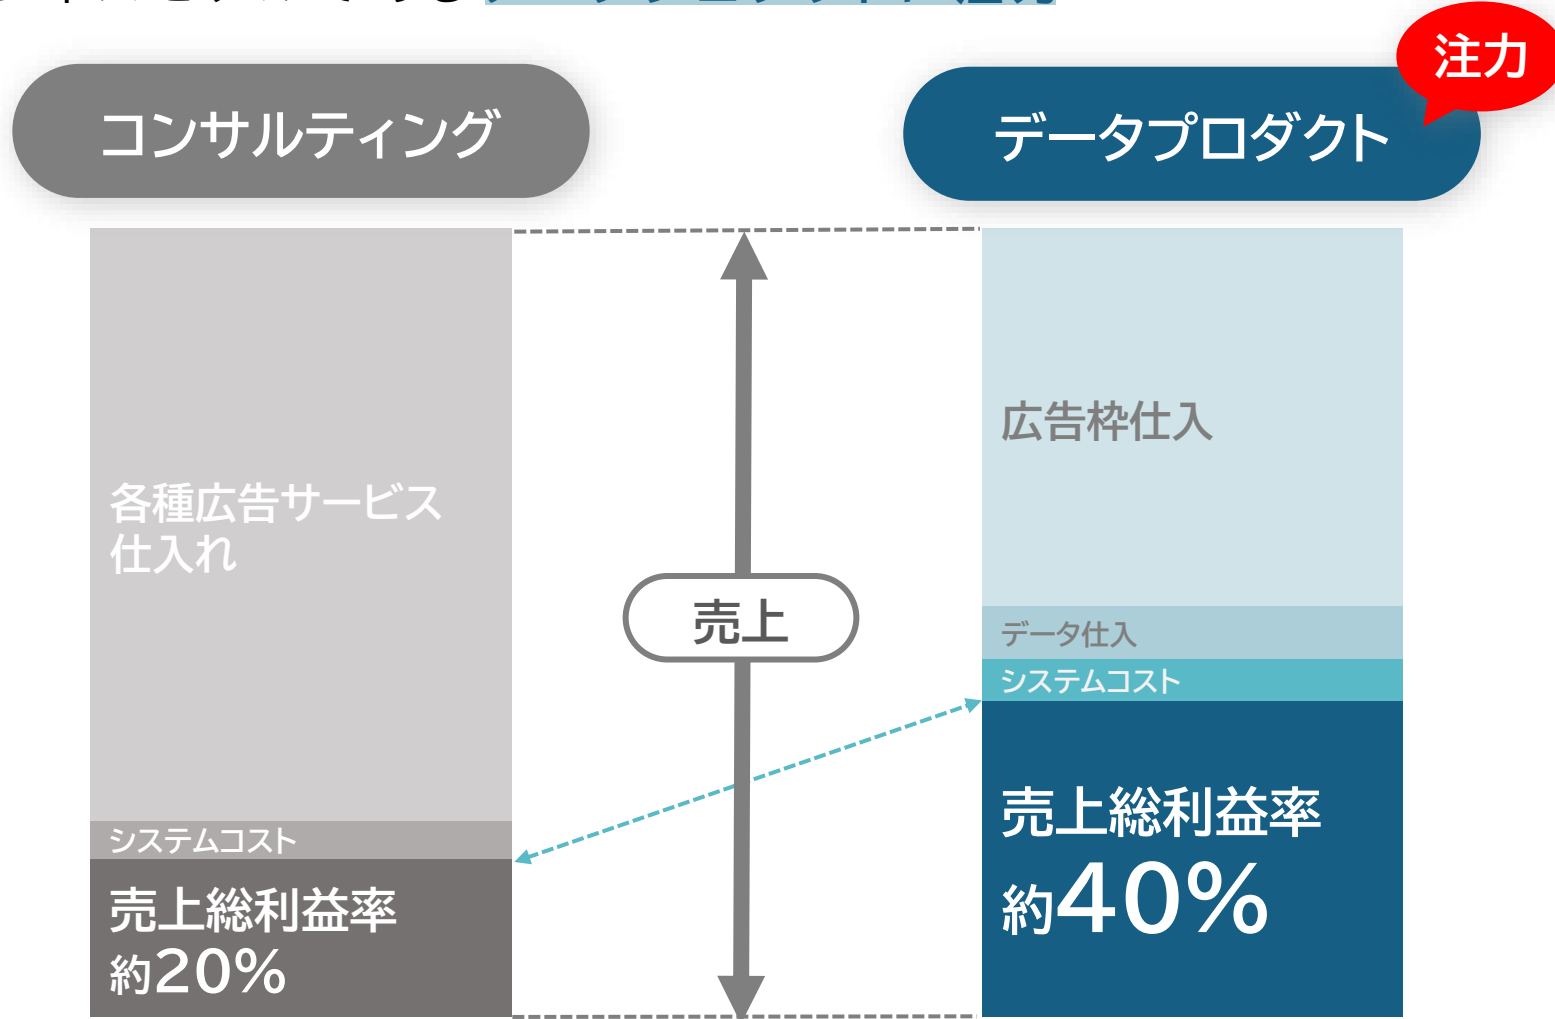 注力
コンサルティング
データプロダクト
各種広告サービス
仕入れ
システムコスト
売上総利益率
約20%
売上
広告枠仕入
データ仕入
システムコスト
売上総利益率
約40%